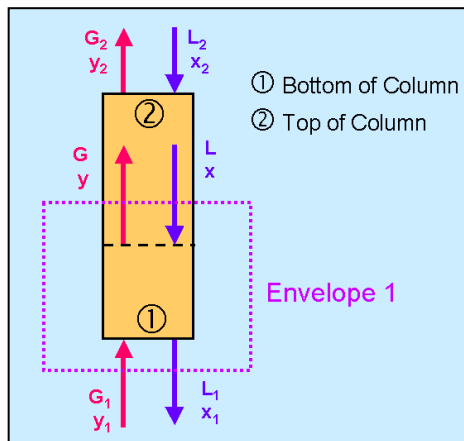 G₂
y₂
L₂
x₂
① Bottom of Column
② Top of Column
②
G
y
L
x
Envelope 1
①
G₁
y₁
L₁
x₁